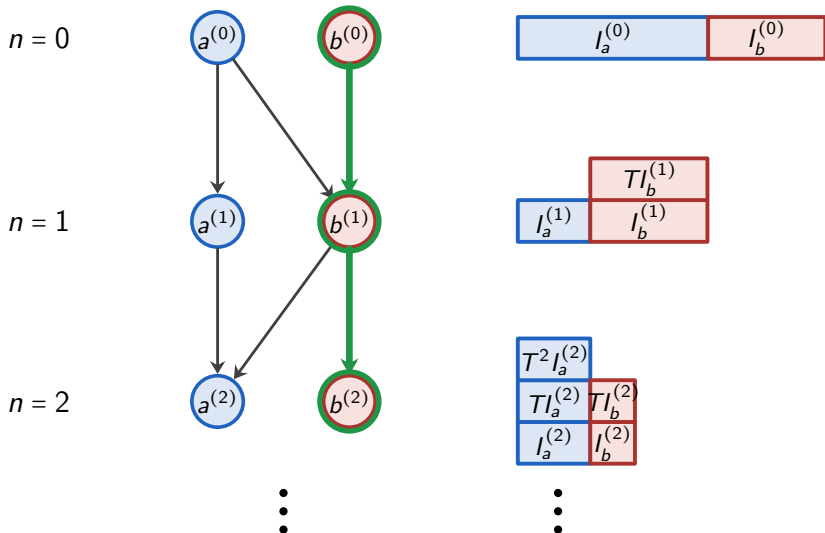 n = 0
a^{(0)}
b^{(0)}
I_a^{(0)}
I_b^{(0)}
TI_b^{(1)}
n = 1
a^{(1)}
b^{(1)}
I_a^{(1)}
I_b^{(1)}
T^2I_a^{(2)}
n = 2
a^{(2)}
b^{(2)}
TI_a^{(2)}
TI_b^{(2)}
I_a^{(2)}
I_b^{(2)}
⋮
⋮